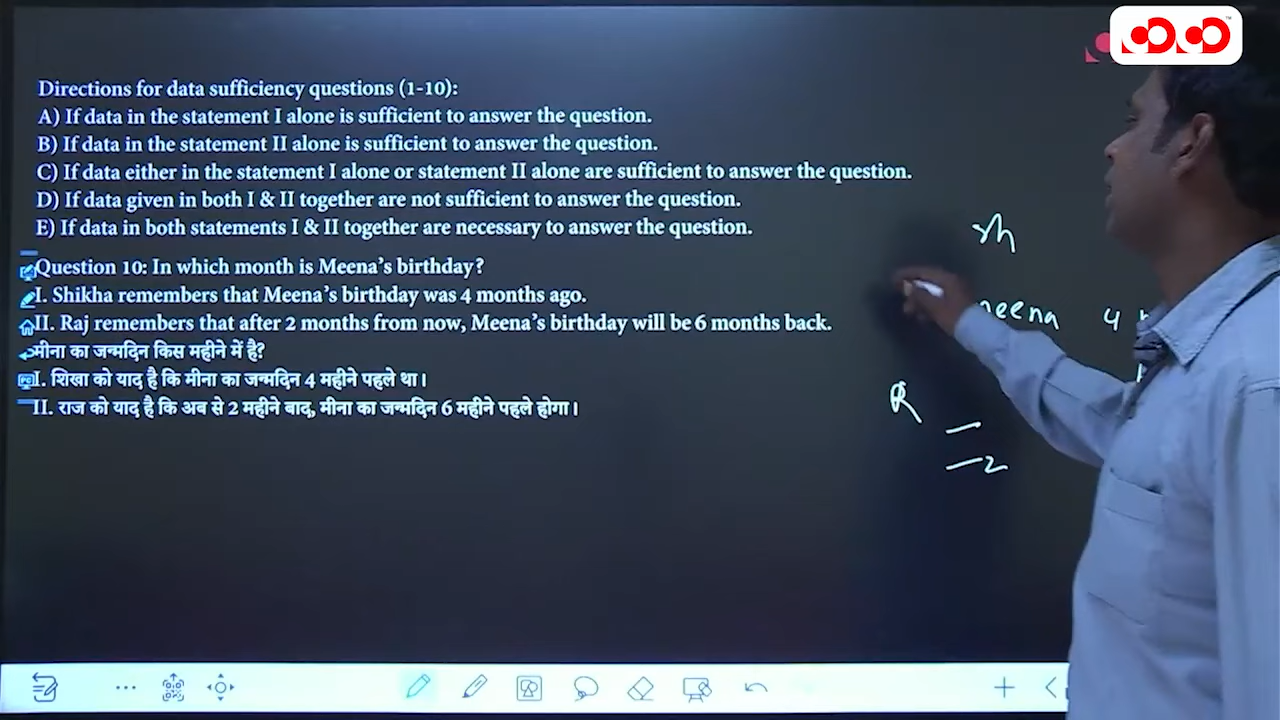 Directions for data sufficiency questions (1-10):
A) If data in the statement I alone is sufficient to answer the question.
B) If data in the statement II alone is sufficient to answer the question.
C) If data either in the statement I alone or statement II alone are sufficient to answer the question.
D) If data given in both I & II together are not sufficient to answer the question.
E) If data in both statements I & II together are necessary to answer the question.
Question 10: In which month is Meena's birthday?
I. Shikha remembers that Meena's birthday was 4 months ago.
II. Raj remembers that after 2 months from now, Meena's birthday will be 6 months back.
मीना का जन्मदिन किस महीने में है?
I. शिखा को याद है कि मीना का जन्मदिन 4 महीने पहले था।
II. राज को याद है कि अब से 2 महीने बाद, मीना का जन्मदिन 6 महीने पहले होगा।
4
R
2